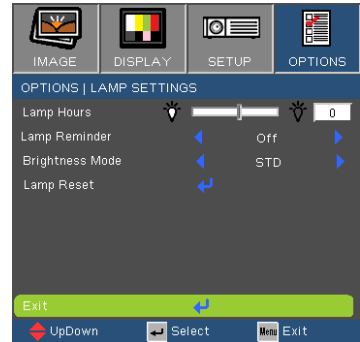 IMAGE DISPLAY SETUP OPTIONS
OPTIONS | LAMP SETTINGS
Lamp Hours 0
Lamp Reminder Off
Brightness Mode STD
Lamp Reset
Exit
UpDown Select Menu Exit